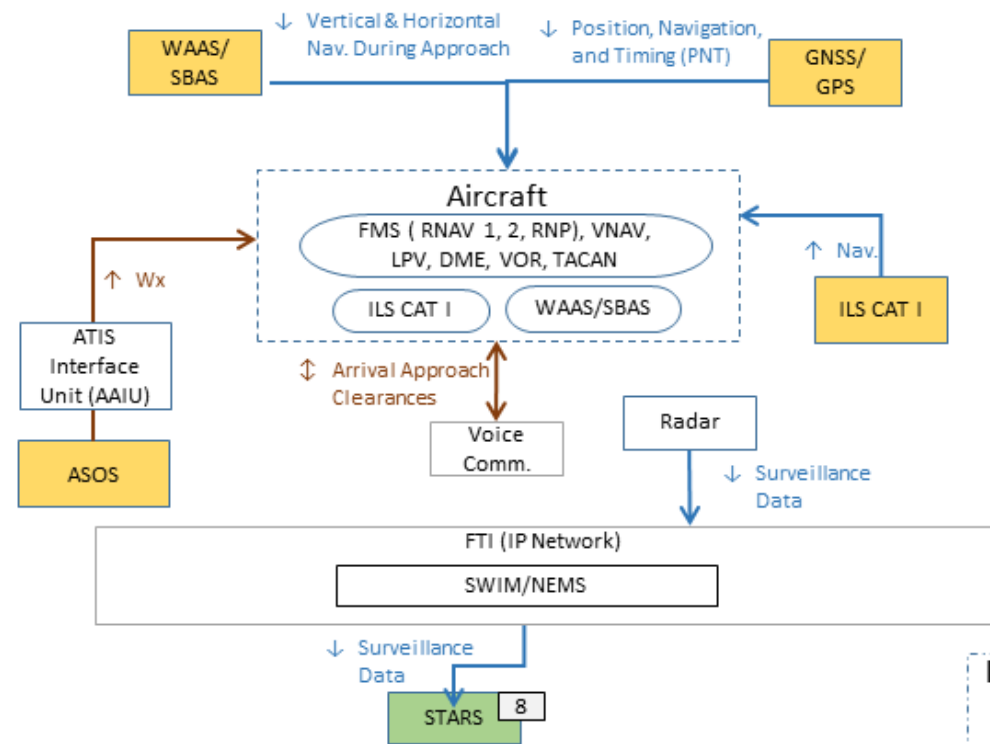 WAAS/
SBAS
↓ Vertical & Horizontal
Nav. During Approach
↓ Position, Navigation,
and Timing (PNT)
GNSS/
GPS
Aircraft
FMS ( RNAV 1, 2, RNP), VNAV,
LPV, DME, VOR, TACAN
ILS CAT I
WAAS/SBAS
↑ Nav.
ILS CAT I
↑ Wx
ATIS
Interface
Unit (AAIU)
ASOS
↕ Arrival Approach
Clearances
Voice
Comm.
Radar
↓ Surveillance
Data
FTI (IP Network)
SWIM/NEMS
↓ Surveillance
Data
STARS
8